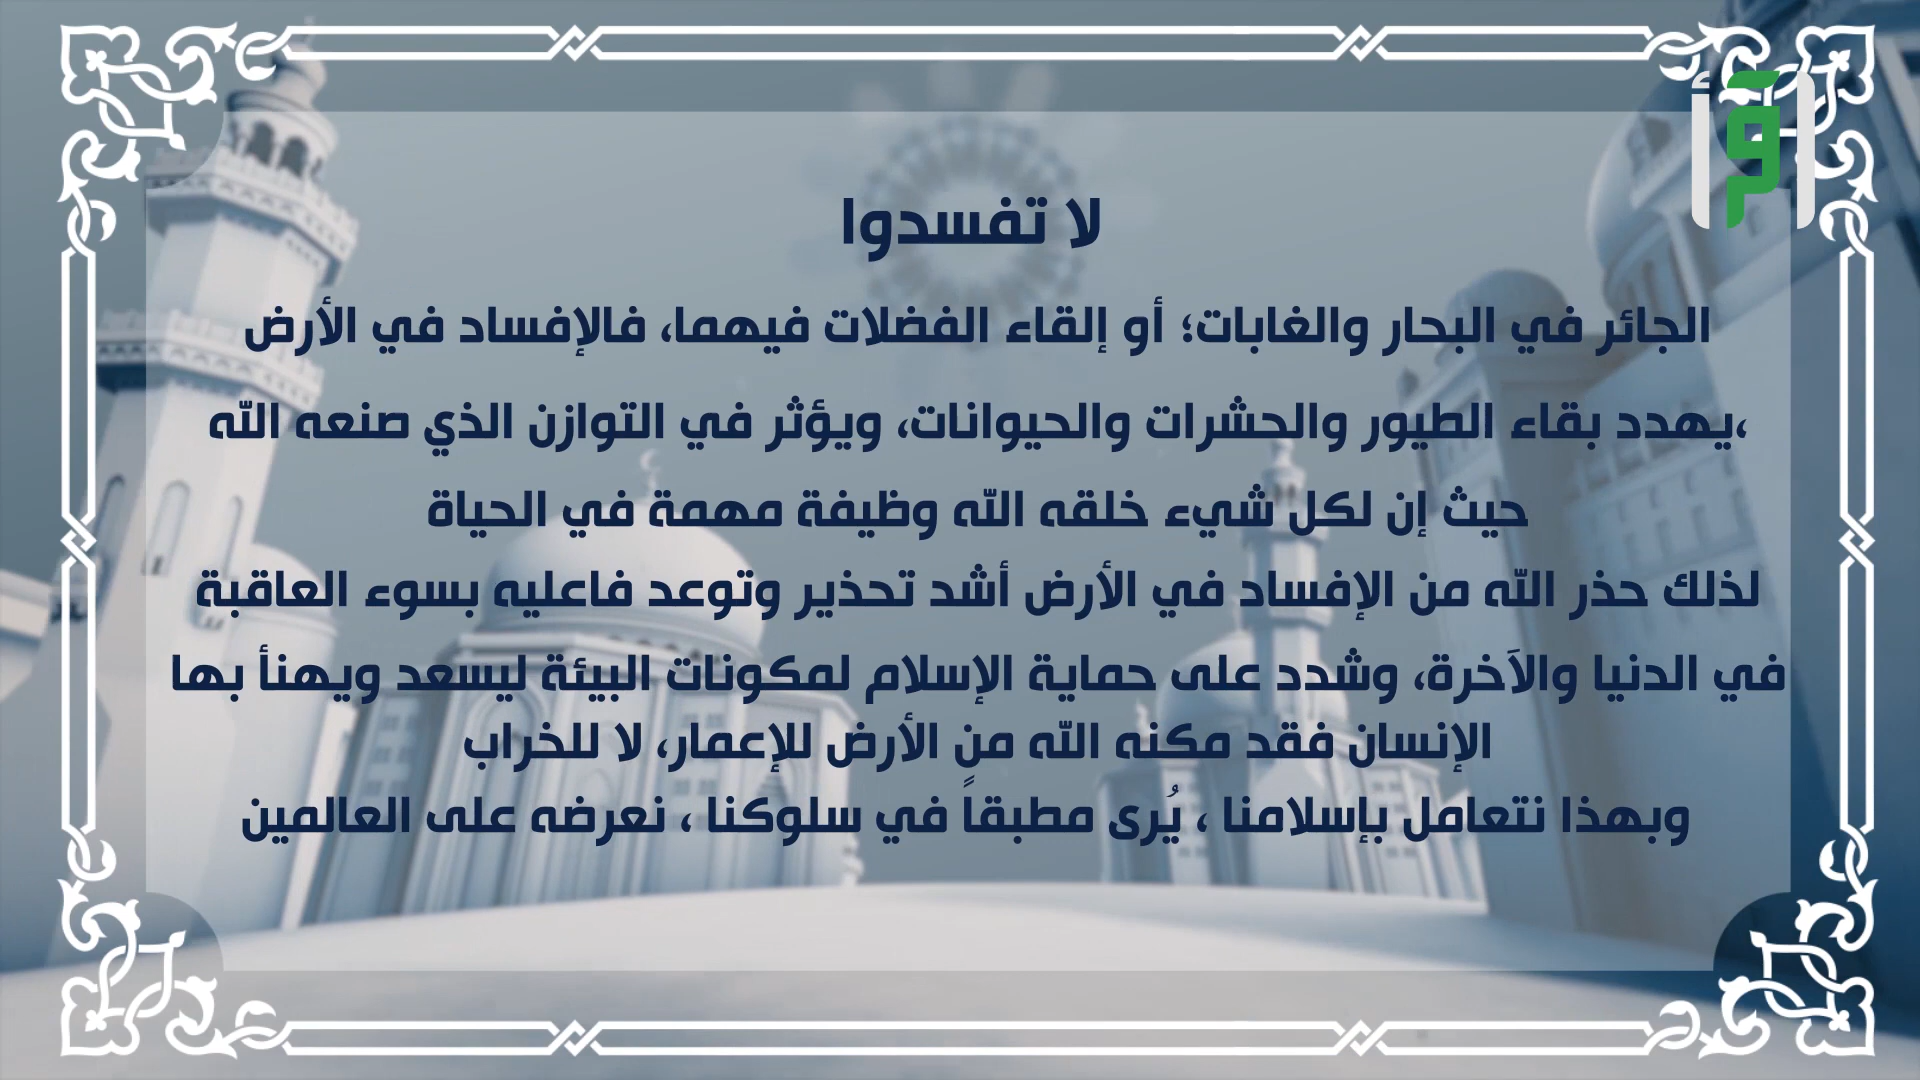 اقرأ
لا تفسدوا
الجائر في البحار والغابات؛ أو إلقاء الفضلات فيهما، فالإفساد في الأرض
،يهدد بقاء الطيور والحشرات والحيوانات، ويؤثر في التوازن الذي صنعه الله
حيث إن لكل شيء خلقه الله وظيفة مهمة في الحياة
لذلك حذر الله من الإفساد في الأرض أشد تحذير وتوعد فاعليه بسوء العاقبة
في الدنيا والآخرة، وشدد على حماية الإسلام لمكونات البيئة ليسعد ويهنأ بها
الإنسان فقد مكنه الله من الأرض للإعمار، لا للخراب
وبهذا نتعامل بإسلامنا ، يُرى مطبقاً في سلوكنا ، نعرضه على العالمين